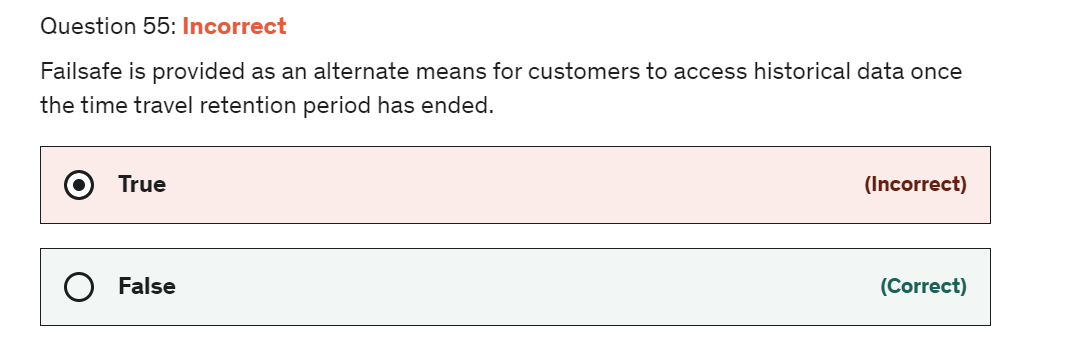 Question 55: Incorrect
Failsafe is provided as an alternate means for customers to access historical data once
the time travel retention period has ended.
True (Incorrect)
False (Correct)